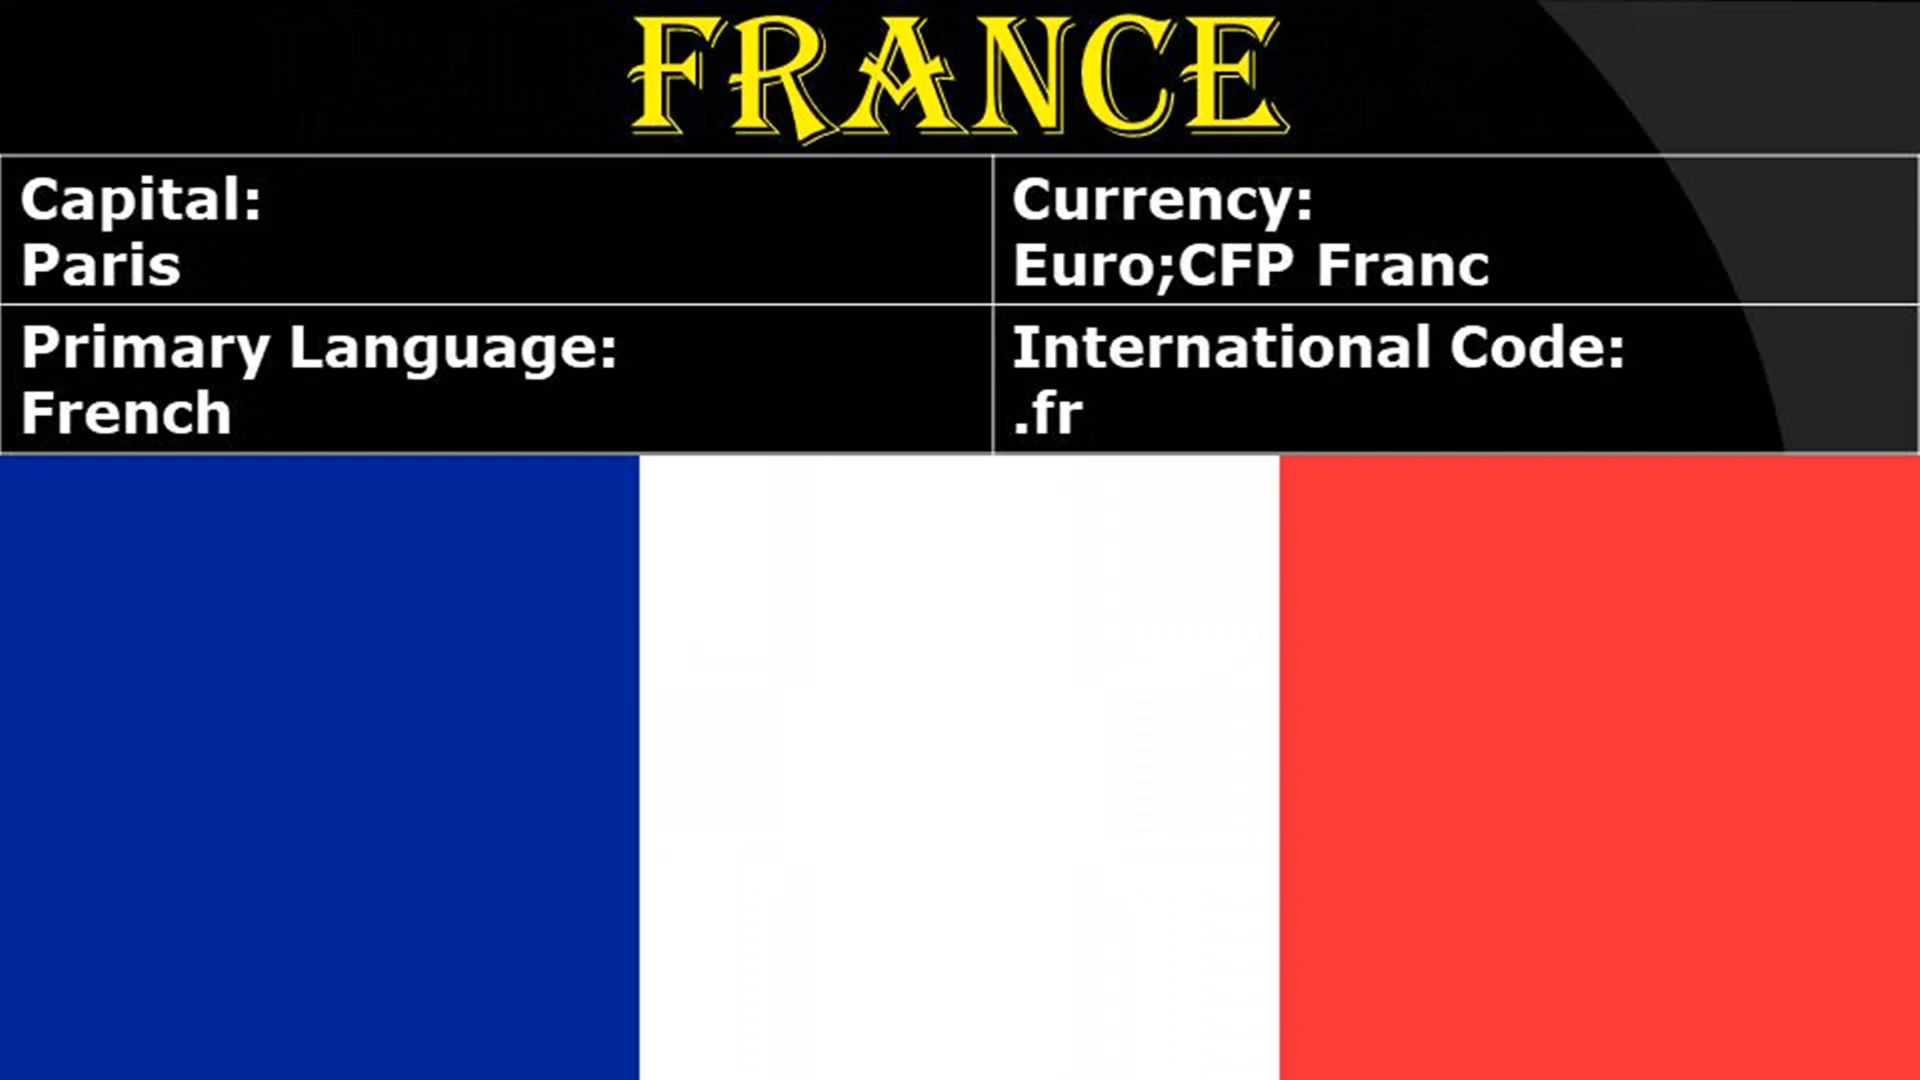 FRANCE
Capital:
Paris
Currency:
Euro;CFP Franc
Primary Language:
French
International Code:
.fr